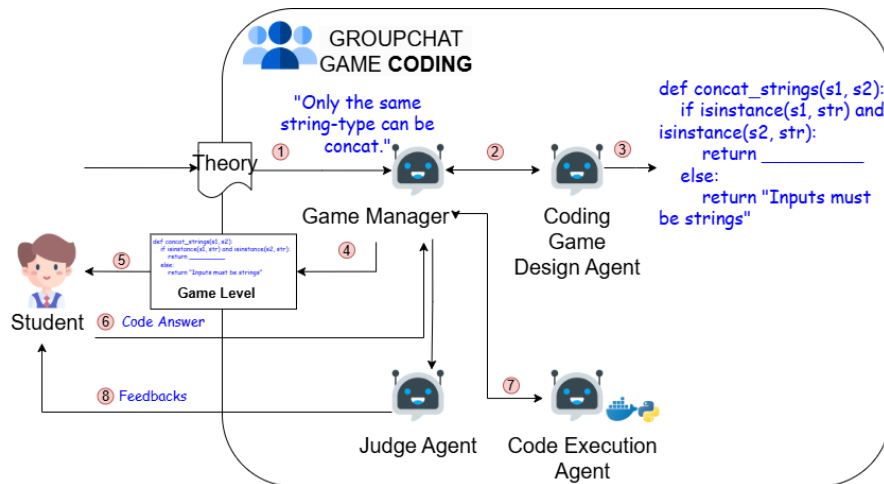 GROUPCHAT
GAME CODING
"Only the same
string-type can be
concat."
Theory
1
2
3
def concat_strings(s1, s2):
if isinstance(s1, str) and
isinstance(s2, str):
return __________
else:
return "Inputs must
be strings"
Game Manager
Coding
Game
Design Agent
4
def concat_strings(s1, s2):
if isinstance(s1, str) and isinstance(s2, str):
return __________
else:
return "Inputs must be strings"
Game Level
5
Student
6 Code Answer
7
8 Feedbacks
Judge Agent
Code Execution
Agent